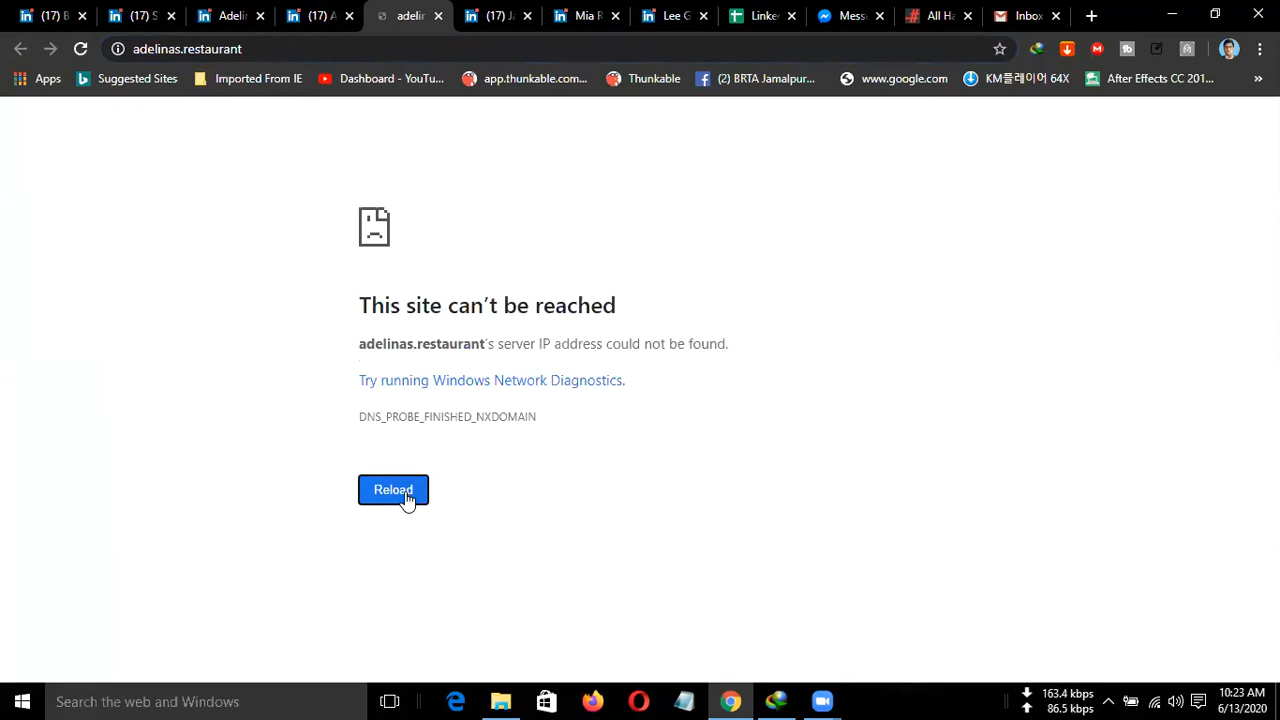 (17) B
(17) S
Adelin
(17) A
adelin
(17) Ja
Mia R
Lee G
Linke
Mess
All Ha
Inbox
adelinas.restaurant
Apps Suggested Sites Imported From IE Dashboard - YouTu... app.thunkable.com... Thunkable (2) BRTA Jamalpur... www.google.com KM플레이어 64X After Effects CC 201... »
This site can't be reached
adelinas.restaurant's server IP address could not be found.
Try running Windows Network Diagnostics.
DNS_PROBE_FINISHED_NXDOMAIN
Reload
Search the web and Windows
163.4 kbps
86.5 kbps
10:23 AM
6/13/2020